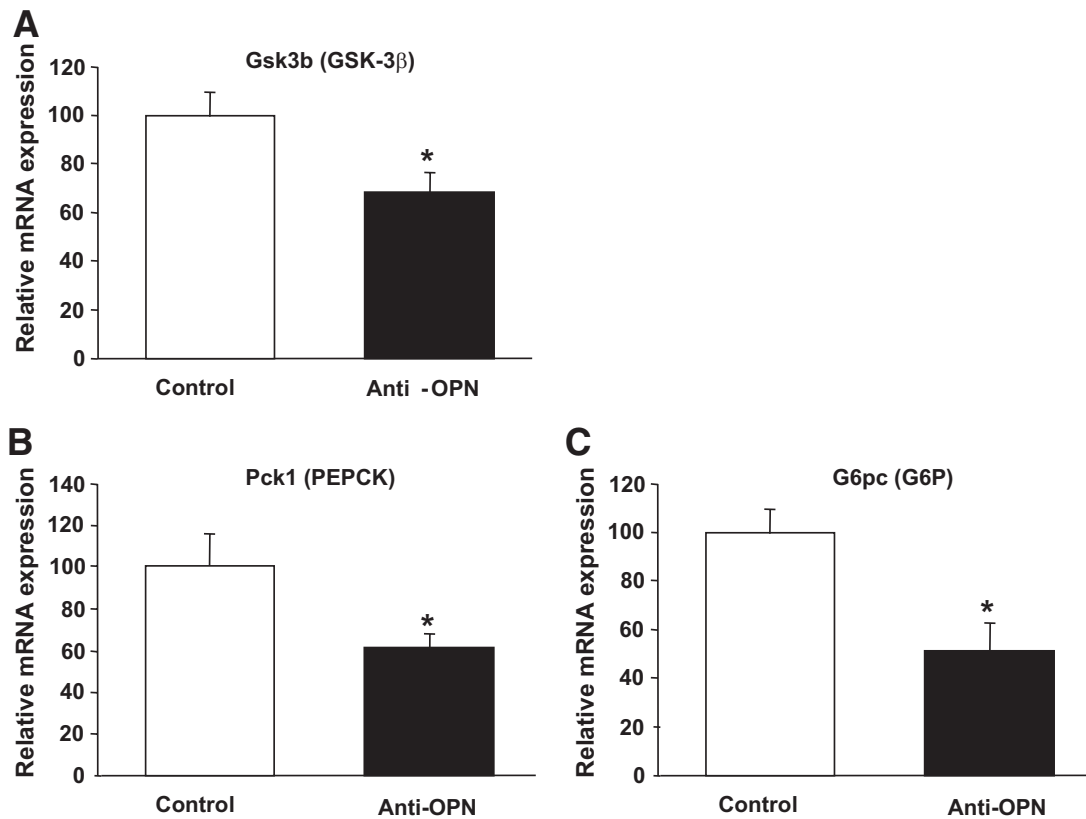 A
Gsk3b (GSK-3β)
Relative mRNA expression
120
100
80
60
40
20
0
*
Control
Anti -OPN
B
Pck1 (PEPCK)
Relative mRNA expression
140
120
100
80
60
40
20
0
*
Control
Anti-OPN
C
G6pc (G6P)
Relative mRNA expression
120
100
80
60
40
20
0
*
Control
Anti-OPN